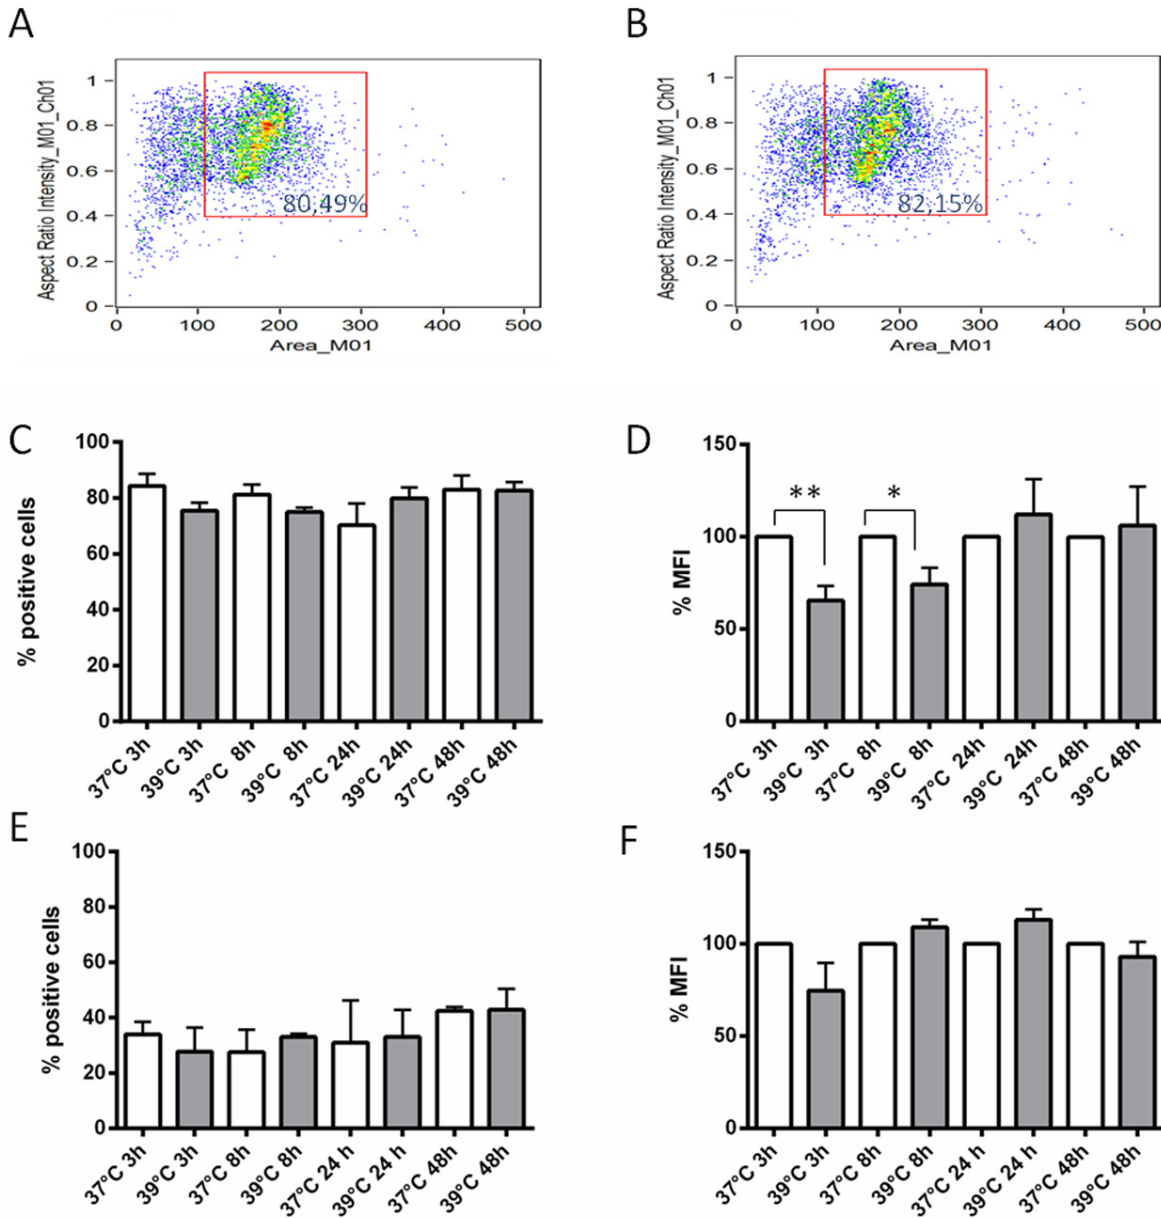 A
B
Aspect Ratio Intensity_M01_Ch01
1
0.8
0.6
0.4
0.2
0
80,49%
0 100 200 300 400 500
Area_M01
Aspect Ratio Intensity_M01_Ch01
1
0.8
0.6
0.4
0.2
0
82,15%
0 100 200 300 400 500
Area_M01
C
% positive cells
100
80
60
40
20
0
37°C 3h
39°C 3h
37°C 8h
39°C 8h
37°C 24h
39°C 24h
37°C 48h
39°C 48h
D
% MFI
150
100
50
0
**
*
37°C 3h
39°C 3h
37°C 8h
39°C 8h
37°C 24h
39°C 24 h
37°C 48h
39°C 48h
E
% positive cells
100
80
60
40
20
0
37°C 3h
39°C 3h
37°C 8h
39°C 8h
37°C 24 h
39°C 24 h
37°C 48h
39°C 48h
F
% MFI
150
100
50
0
37°C 3h
39°C 3h
37°C 8h
39°C 8h
37°C 24 h
39°C 24 h
37°C 48h
39°C 48h